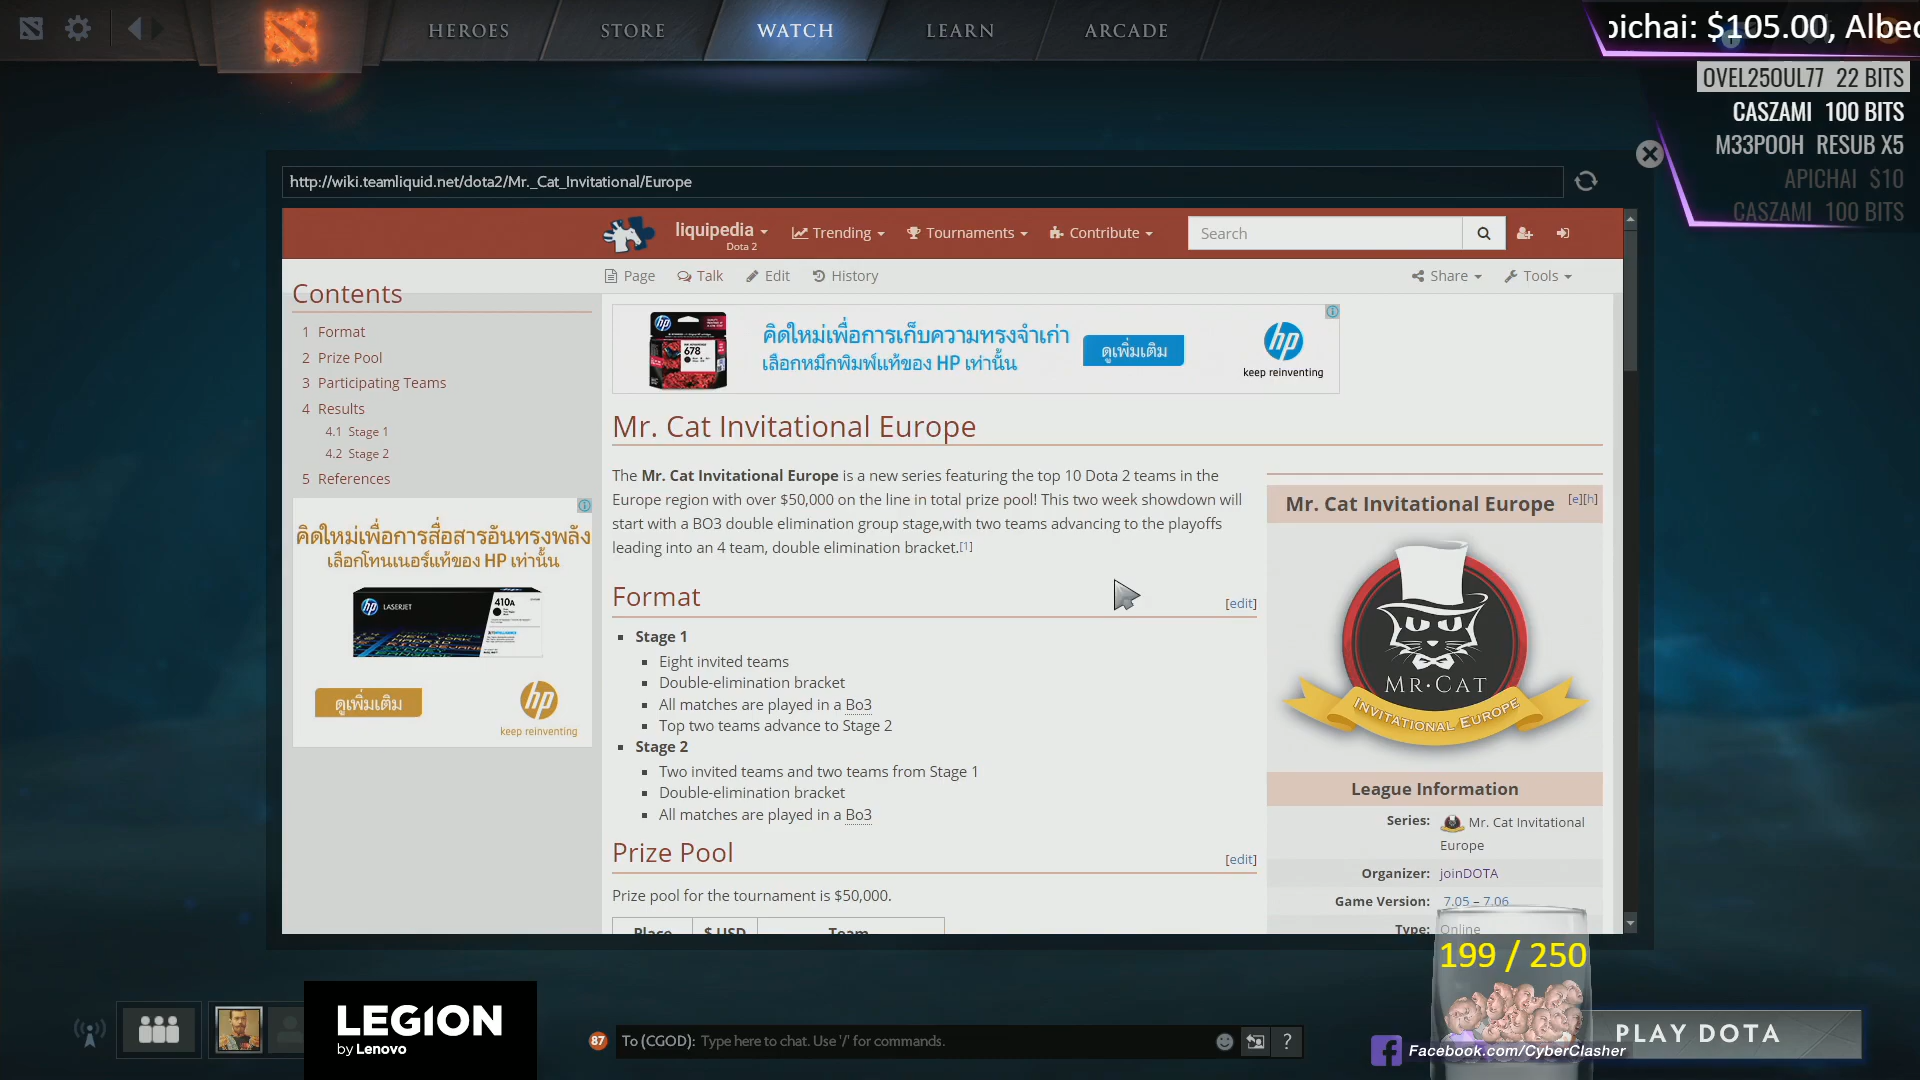 HEROES
STORE
WATCH
LEARN
ARCADE
pichai: $105.00, Albe
OVEL25OUL77 22 BITS
CASZAMI 100 BITS
M33POOH RESUB X5
APICHAI $10
CASZAMI 100 BITS
http://wiki.teamliquid.net/dota2/Mr._Cat_Invitational/Europe
liquipedia
Dota 2
Trending
Tournaments
Contribute
Search
Page
Talk
Edit
History
Share
Tools
Contents
1 Format
2 Prize Pool
3 Participating Teams
4 Results
4.1 Stage 1
4.2 Stage 2
5 References
คิดใหม่เพื่อการสื่อสารอันทรงพลัง
เลือกโทนเนอร์แท้ของ HP เท่านั้น
hp LASERJET
410A
ดูเพิ่มเติม
hp
keep reinventing
hp
678
คิดใหม่เพื่อการเก็บความทรงจำเก่า
เลือกหมึกพิมพ์แท้ของ HP เท่านั้น
ดูเพิ่มเติม
hp
keep reinventing
Mr. Cat Invitational Europe
The Mr. Cat Invitational Europe is a new series featuring the top 10 Dota 2 teams in the
Europe region with over $50,000 on the line in total prize pool! This two week showdown will
start with a BO3 double elimination group stage,with two teams advancing to the playoffs
leading into an 4 team, double elimination bracket.[1]
Format
[edit]
Stage 1
Eight invited teams
Double-elimination bracket
All matches are played in a Bo3
Top two teams advance to Stage 2
Stage 2
Two invited teams and two teams from Stage 1
Double-elimination bracket
All matches are played in a Bo3
Prize Pool
[edit]
Prize pool for the tournament is $50,000.
Place $ USD Team
Mr. Cat Invitational Europe [e][h]
MR·CAT
INVITATIONAL EUROPE
League Information
Series: Mr. Cat Invitational
Europe
Organizer: joinDOTA
Game Version: 7.05 – 7.06
Type: Online
199 / 250
LEGION
by Lenovo
87
To (CGOD): Type here to chat. Use '/' for commands.
?
PLAY DOTA
Facebook.com/CyberClasher